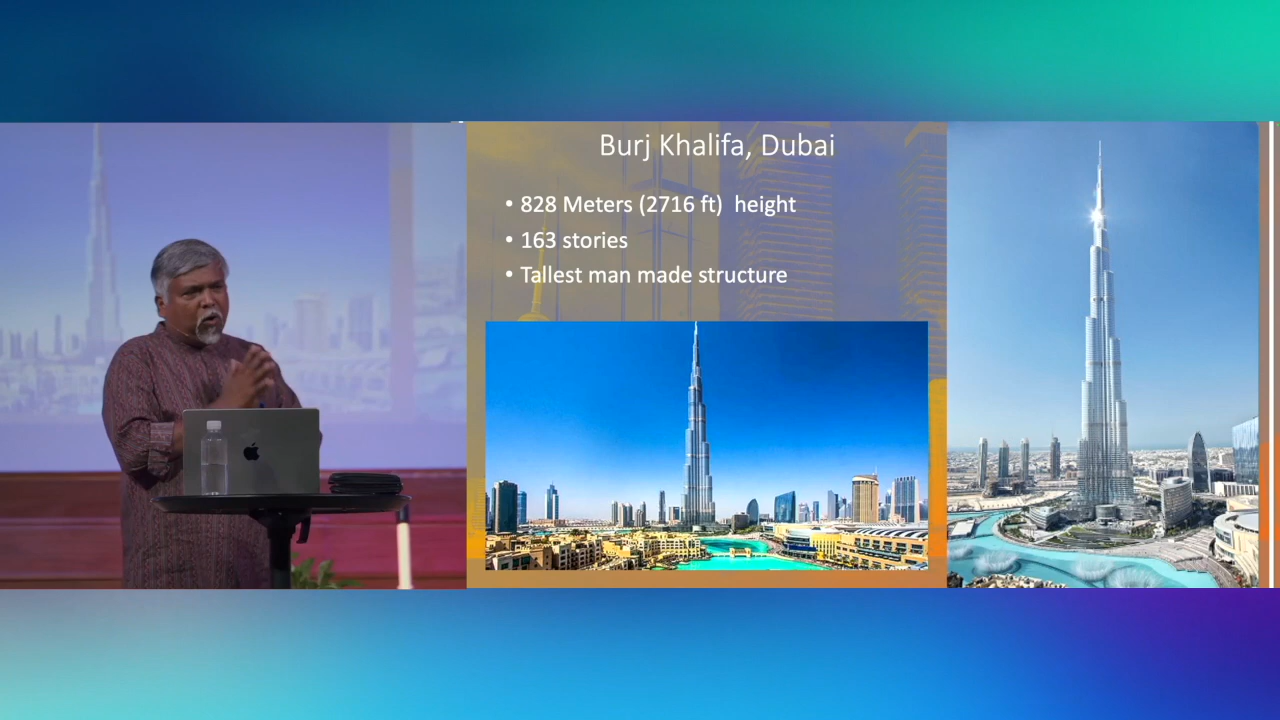 Burj Khalifa, Dubai
• 828 Meters (2716 ft)  height
• 163 stories
• Tallest man made structure